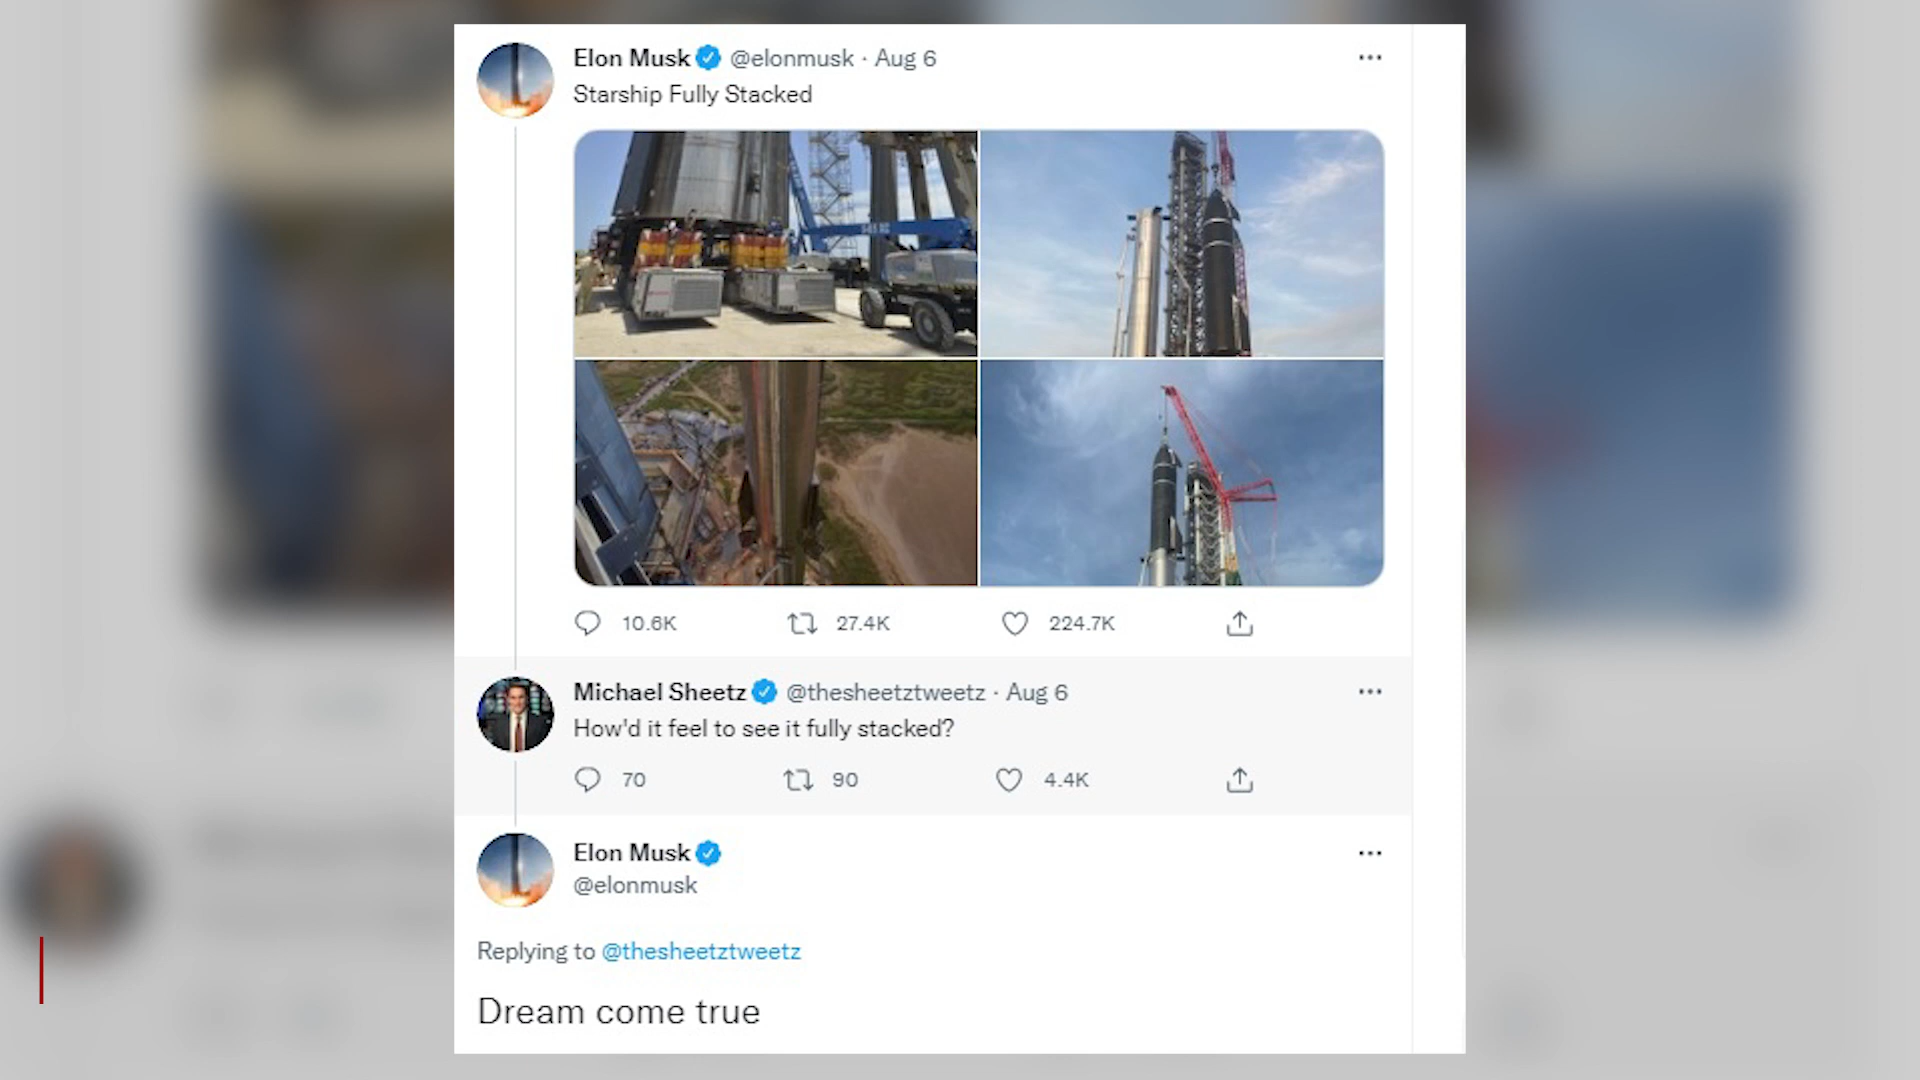 Elon Musk @elonmusk · Aug 6
Starship Fully Stacked
10.6K 27.4K 224.7K
Michael Sheetz @thesheetztweetz · Aug 6
How'd it feel to see it fully stacked?
70 90 4.4K
Elon Musk
@elonmusk
Replying to @thesheetztweetz
Dream come true